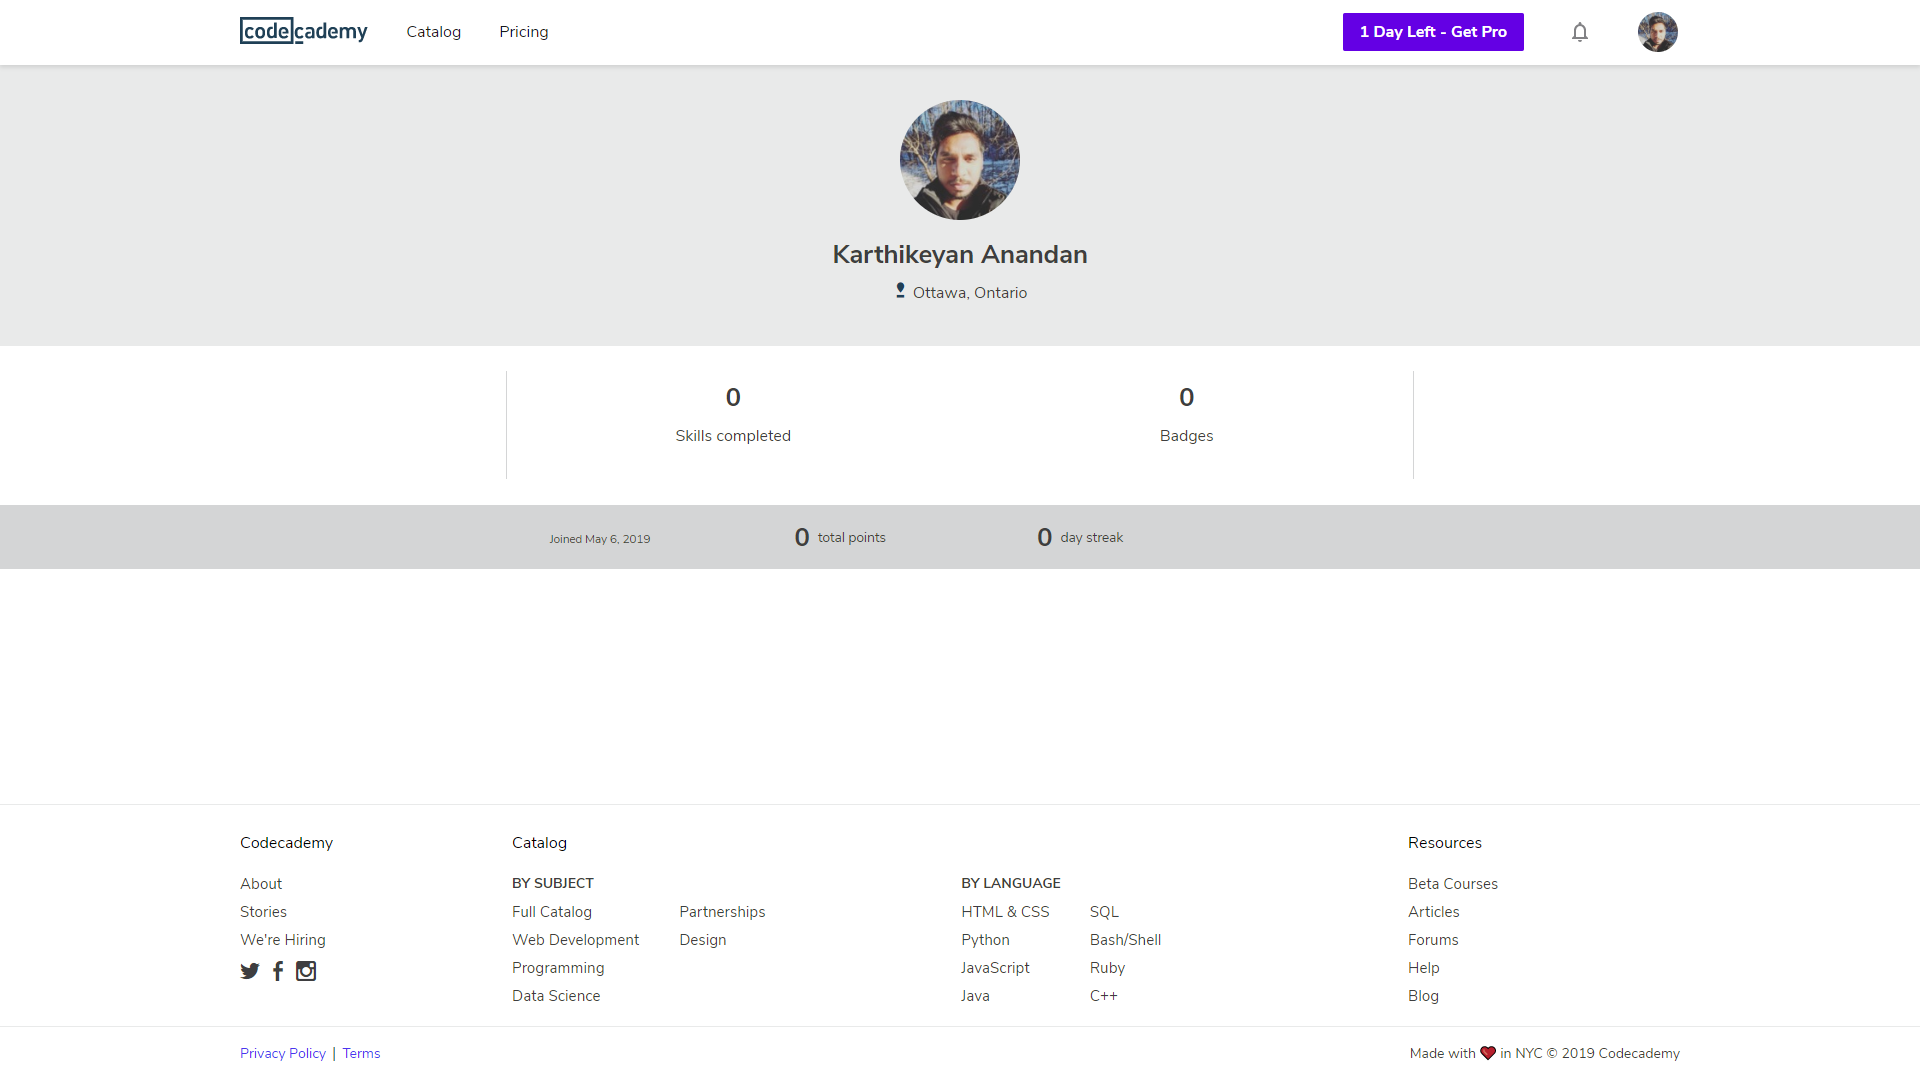 codecademy
Catalog
Pricing
1 Day Left - Get Pro
Karthikeyan Anandan
Ottawa, Ontario
0
Skills completed
0
Badges
Joined May 6, 2019
0 total points
0 day streak
Codecademy
About
Stories
We're Hiring
Catalog
BY SUBJECT
Full Catalog
Web Development
Programming
Data Science
Partnerships
Design
BY LANGUAGE
HTML & CSS
Python
JavaScript
Java
SQL
Bash/Shell
Ruby
C++
Resources
Beta Courses
Articles
Forums
Help
Blog
Privacy Policy | Terms
Made with ❤ in NYC © 2019 Codecademy